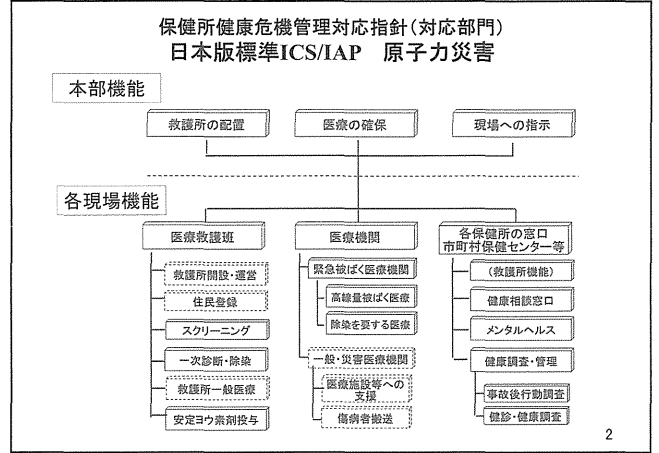 保健所健康危機管理対応指針(対応部門)
日本版標準ICS/IAP 原子力災害
本部機能
救護所の配置
医療の確保
現場への指示
各現場機能
医療救護班
救護所開設・運営
住民登録
スクリーニング
一次診断・除染
救護所一般医療
安定ヨウ素剤投与
医療機関
緊急被ばく医療機関
高線量被ばく医療
除染を要する医療
一般・災害医療機関
医療施設等への
支援
傷病者搬送
各保健所の窓口
市町村保健センター等
(救護所機能)
健康相談窓口
メンタルヘルス
健康調査・管理
事故後行動調査
健診・健康調査
2